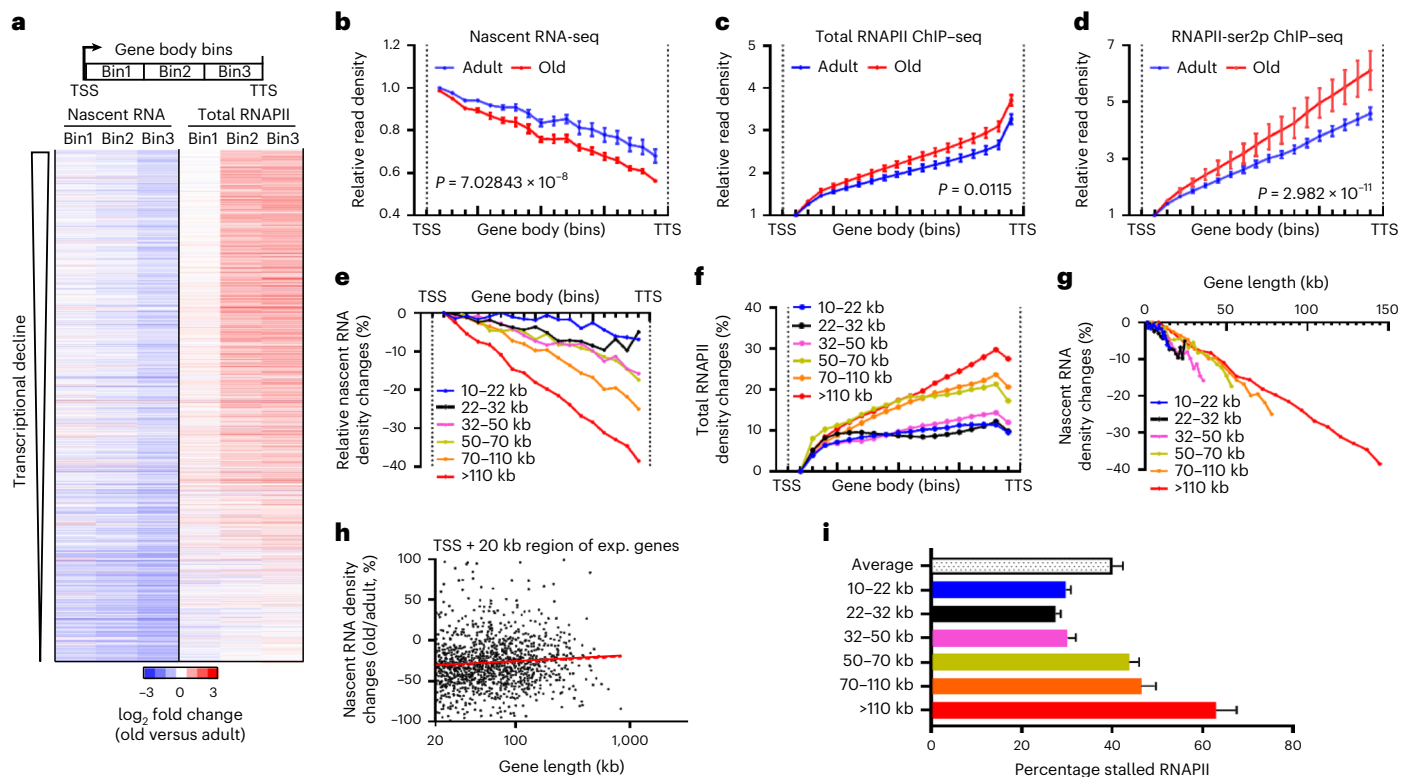 a
Gene body bins
Bin1 Bin2 Bin3
TSS TTS
Nascent RNA Total RNAPII
Bin1 Bin2 Bin3 Bin1 Bin2 Bin3
Transcriptional decline
−3 0 3
log2 fold change
(old versus adult)
b
Nascent RNA-seq
Adult Old
Relative read density
1.2
1.0
0.8
0.6
0.4
P = 7.02843 × 10−8
TSS Gene body (bins) TTS
c
Total RNAPII ChIP–seq
Adult Old
Relative read density
5
4
3
2
1
P = 0.0115
TSS Gene body (bins) TTS
d
RNAPII-ser2p ChIP–seq
Adult Old
Relative read density
7
5
3
1
P = 2.982 × 10−11
TSS Gene body (bins) TTS
e
TSS Gene body (bins) TTS
Relative nascent RNA
density changes (%)
0
−10
−20
−30
−40
10–22 kb
22–32 kb
32–50 kb
50–70 kb
70–110 kb
>110 kb
f
Total RNAPII
density changes (%)
40
30
20
10
0
10–22 kb
22–32 kb
32–50 kb
50–70 kb
70–110 kb
>110 kb
TSS Gene body (bins) TTS
g
Gene length (kb)
0 50 100 150
Nascent RNA
density changes (%)
0
−10
−20
−30
−40
10–22 kb
22–32 kb
32–50 kb
50–70 kb
70–110 kb
>110 kb
h
TSS + 20 kb region of exp. genes
Nascent RNA density
changes (old/adult, %)
100
50
0
−50
−100
20 100 1,000
Gene length (kb)
i
Average
10–22 kb
22–32 kb
32–50 kb
50–70 kb
70–110 kb
>110 kb
0 20 40 60 80
Percentage stalled RNAPII